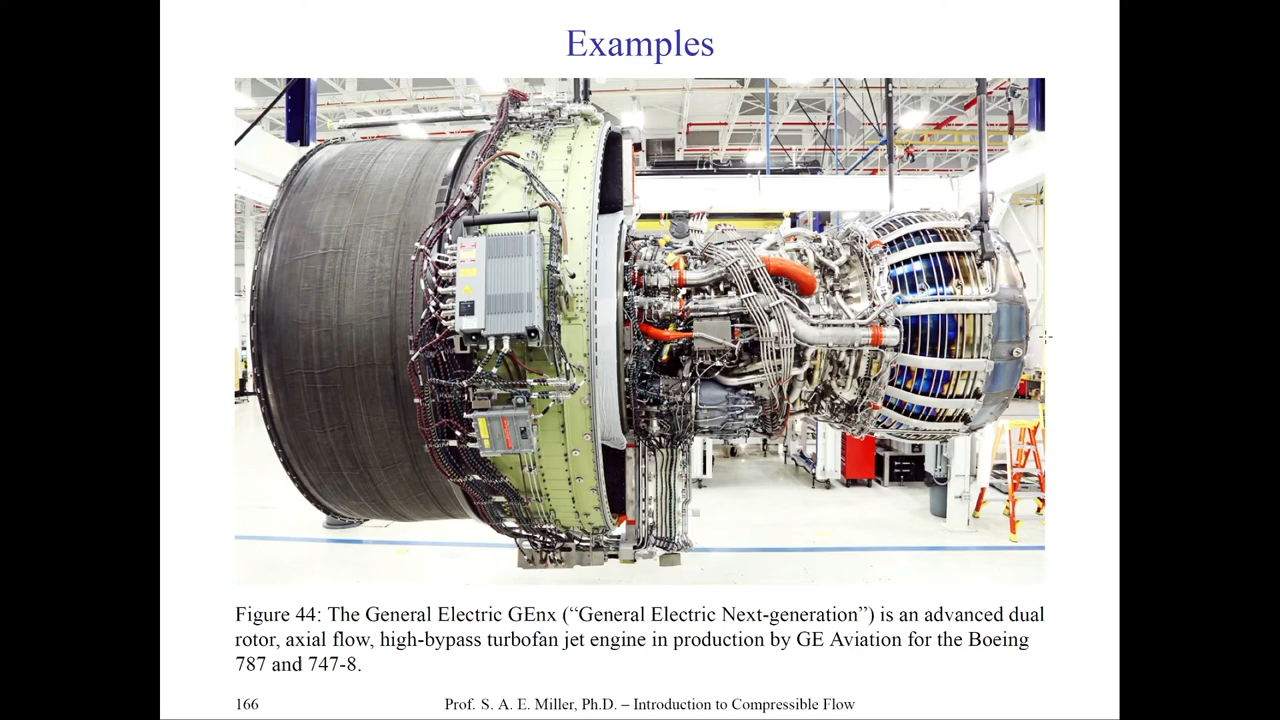 Examples
Figure 44: The General Electric GEnx (“General Electric Next-generation”) is an advanced dual
rotor, axial flow, high-bypass turbofan jet engine in production by GE Aviation for the Boeing
787 and 747-8.
166
Prof. S. A. E. Miller, Ph.D. – Introduction to Compressible Flow